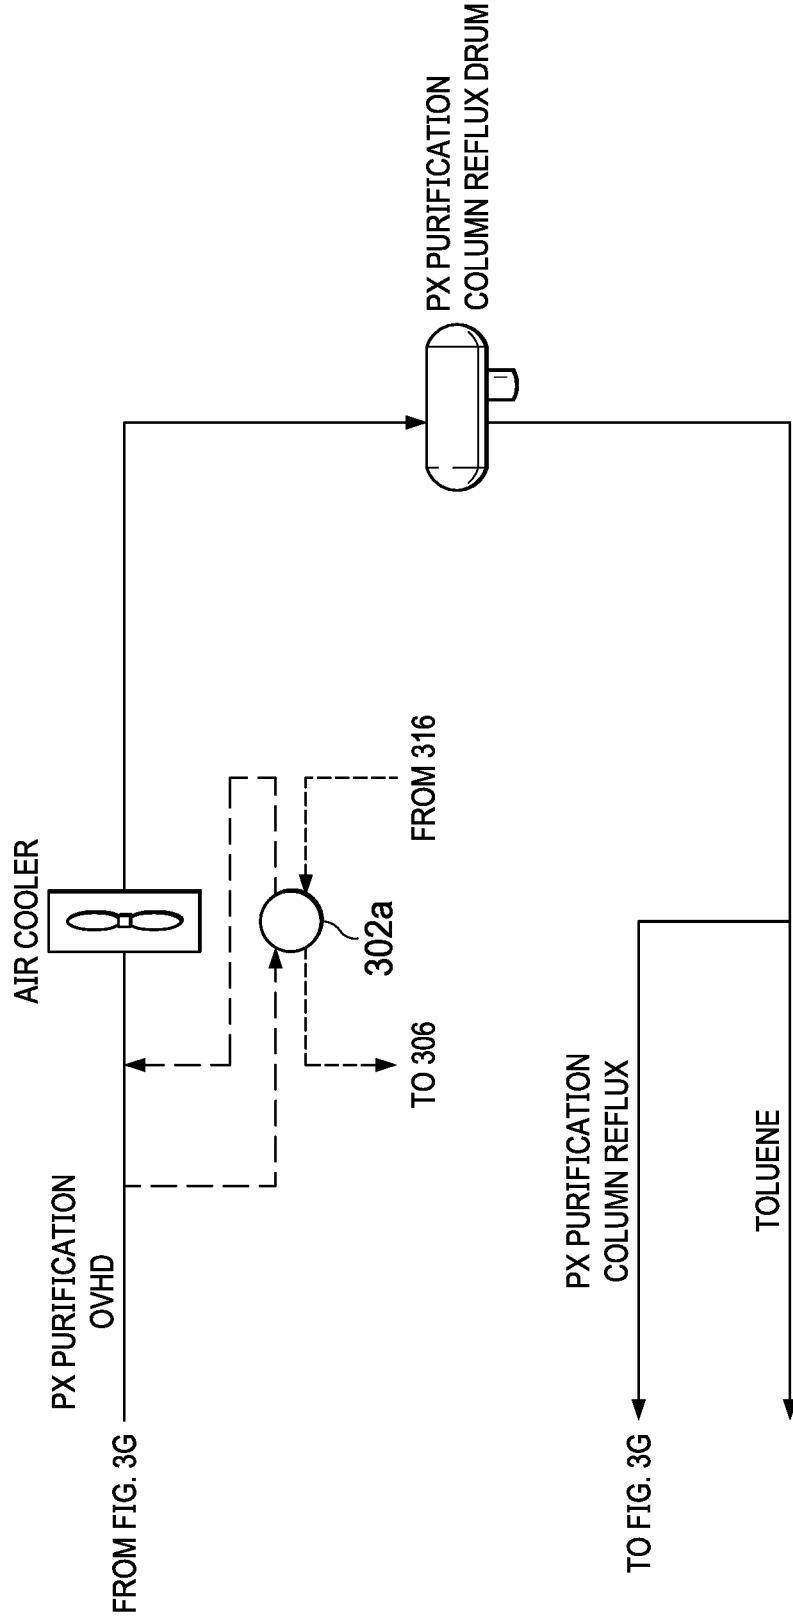 FROM FIG. 3G
PX PURIFICATION
OVHD
AIR COOLER
302a
TO 306
FROM 316
PX PURIFICATION
COLUMN REFLUX DRUM
TO FIG. 3G
PX PURIFICATION
COLUMN REFLUX
TOLUENE